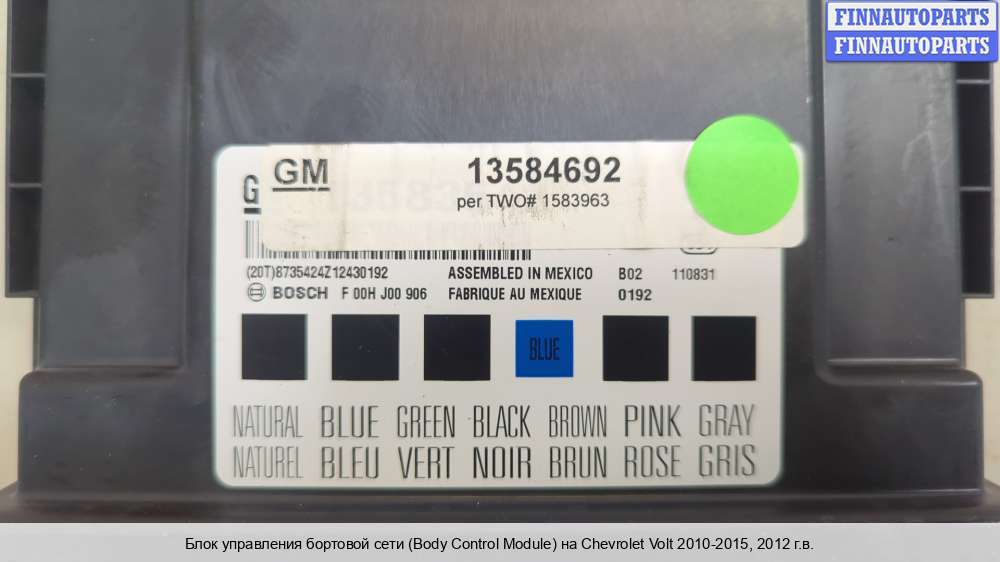 FINNAUTOPARTS
FINNAUTOPARTS
GM 13584692
per TWO# 1583963
G
(20T)8735424Z12430192 ASSEMBLED IN MEXICO B02 110831
BOSCH F 00H J00 906 FABRIQUE AU MEXIQUE 0192
BLUE
NATURAL BLUE GREEN BLACK BROWN PINK GRAY
NATUREL BLEU VERT NOIR BRUN ROSE GRIS
Блок управления бортовой сети (Body Control Module) на Chevrolet Volt 2010-2015, 2012 г.в.